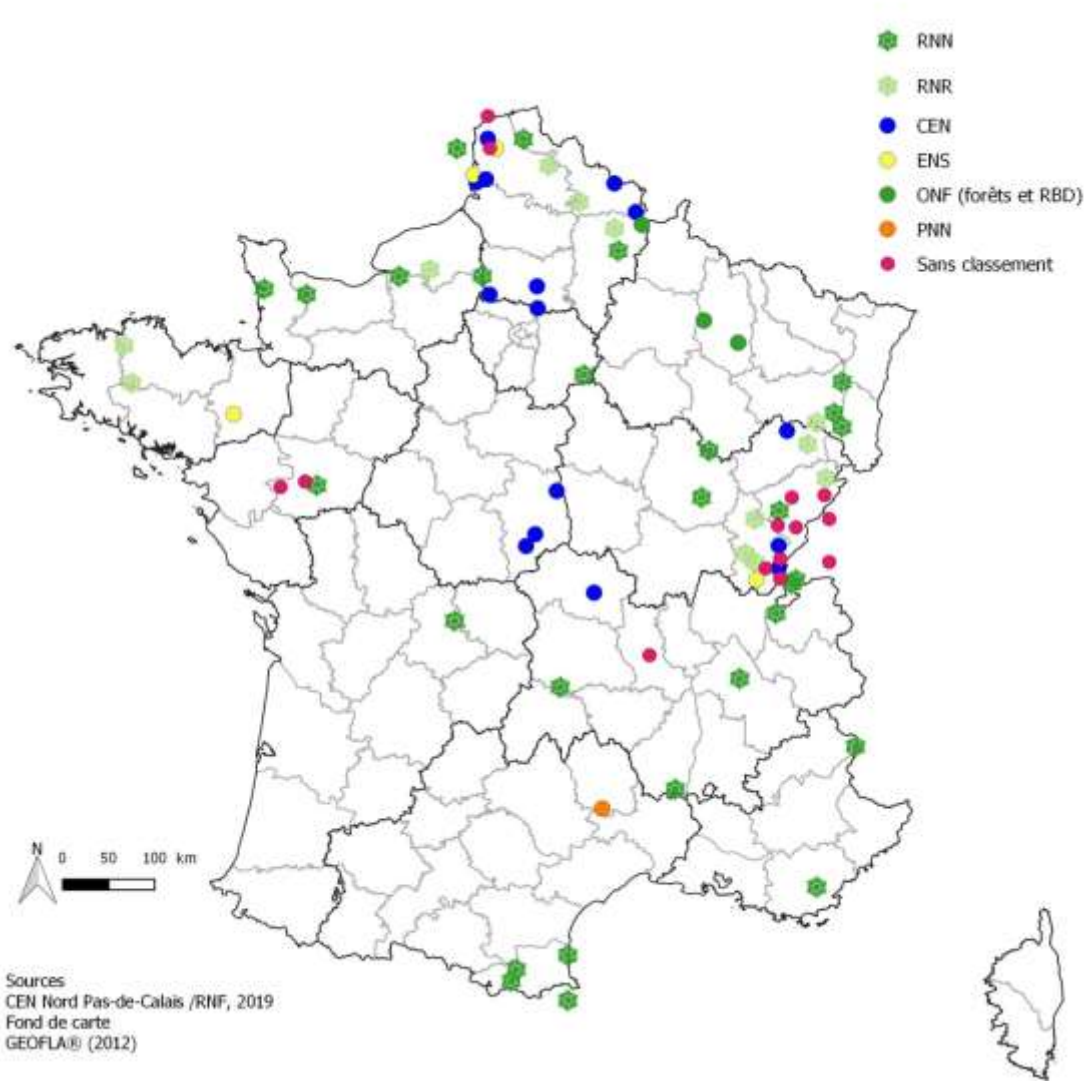 RNN
RNR
CEN
ENS
ONF (forêts et RBD)
PNN
Sans classement
N
0 50 100 km
Sources
CEN Nord Pas-de-Calais /RNF, 2019
Fond de carte
GEOFLA® (2012)